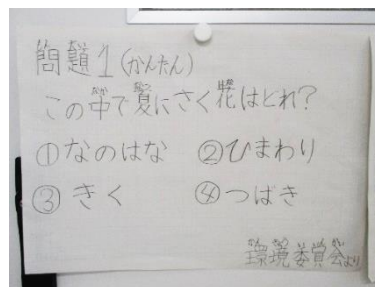 問題1(かんたん)
この中で夏にさく花はどれ?
①なのはな ②ひまわり
③きく ④つばき
環境委員会より